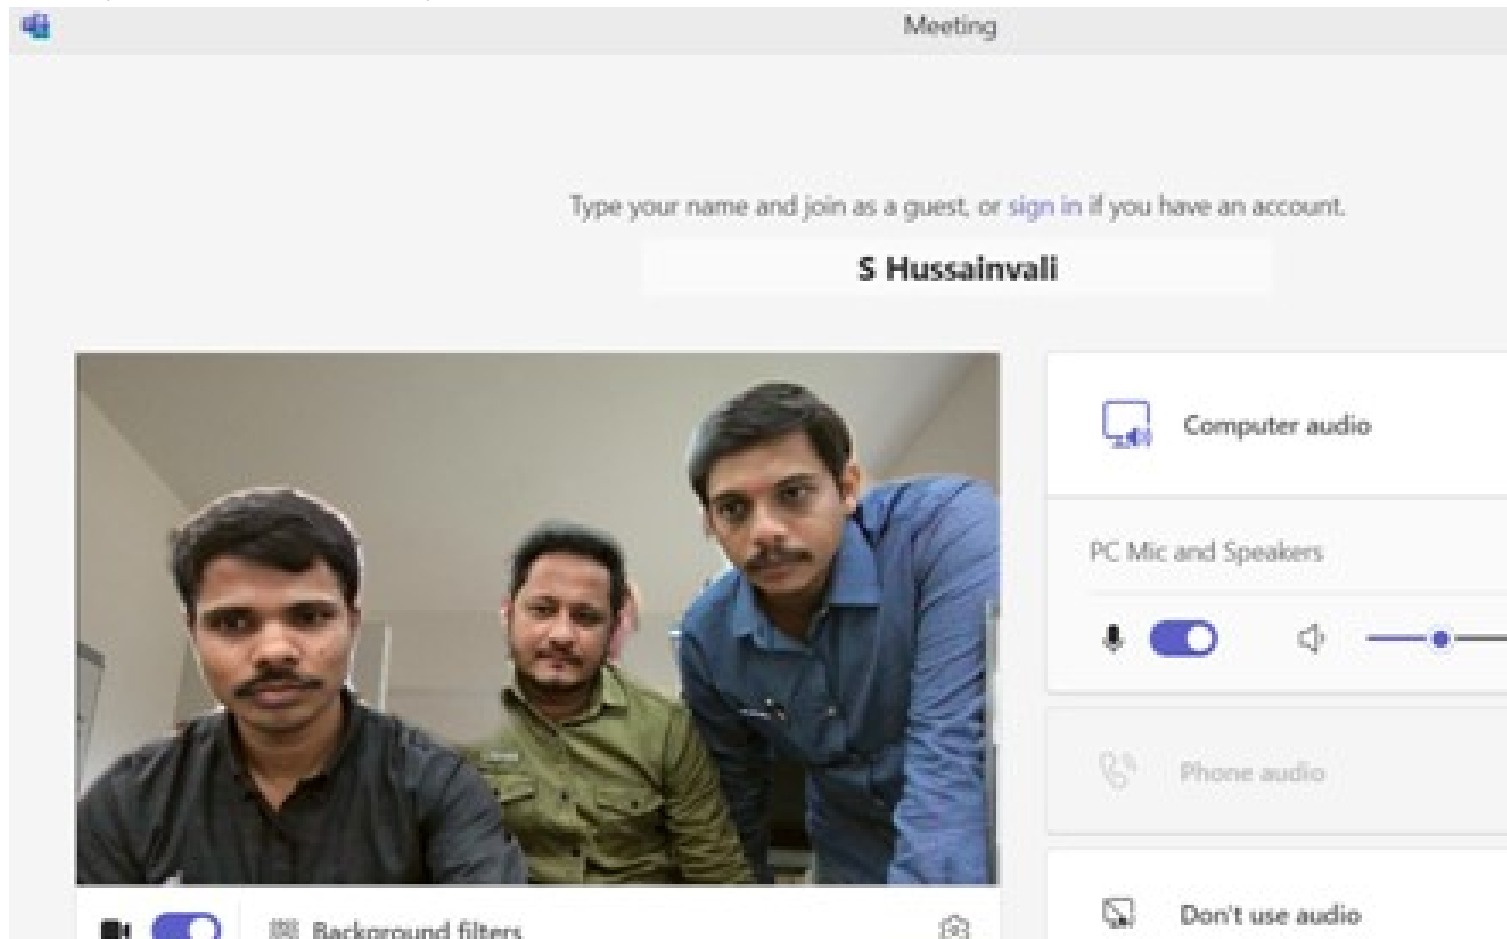 Meeting
Type your name and join as a guest, or sign in if you have an account.
S Hussainvali
Computer audio
PC Mic and Speakers
Phone audio
Don't use audio
Background filters